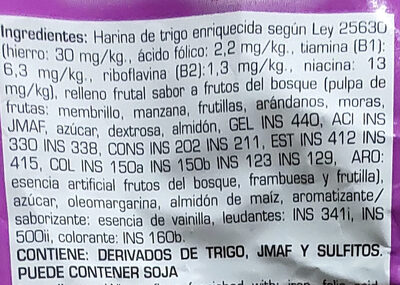 Ingredientes: Harina de trigo enriquecida según Ley 25630
(hierro: 30 mg/kg., ácido fólico: 2,2 mg/kg., tiamina (B1):
6,3 mg/kg., riboflavina (B2):1,3 mg/kg., niacina: 13
mg/kg), relleno frutal sabor a frutos del bosque (pulpa de
frutas: membrillo, manzana, frutillas, arándanos, moras,
JMAF, azúcar, dextrosa, almidón, GEL INS 440, ACI INS
330 INS 338, CONS INS 202 INS 211, EST INS 412 INS
415, COL INS 150a INS 150b INS 123 INS 129, ARO:
esencia artificial frutos del bosque, frambuesa y frutilla),
azúcar, oleomargarina, almidón de maíz, aromatizante/
saborizante: esencia de vainilla, leudantes: INS 341i, INS
500ii, colorante: INS 160b.
CONTIENE: DERIVADOS DE TRIGO, JMAF Y SULFITOS.
PUEDE CONTENER SOJA
with iron, folic acid